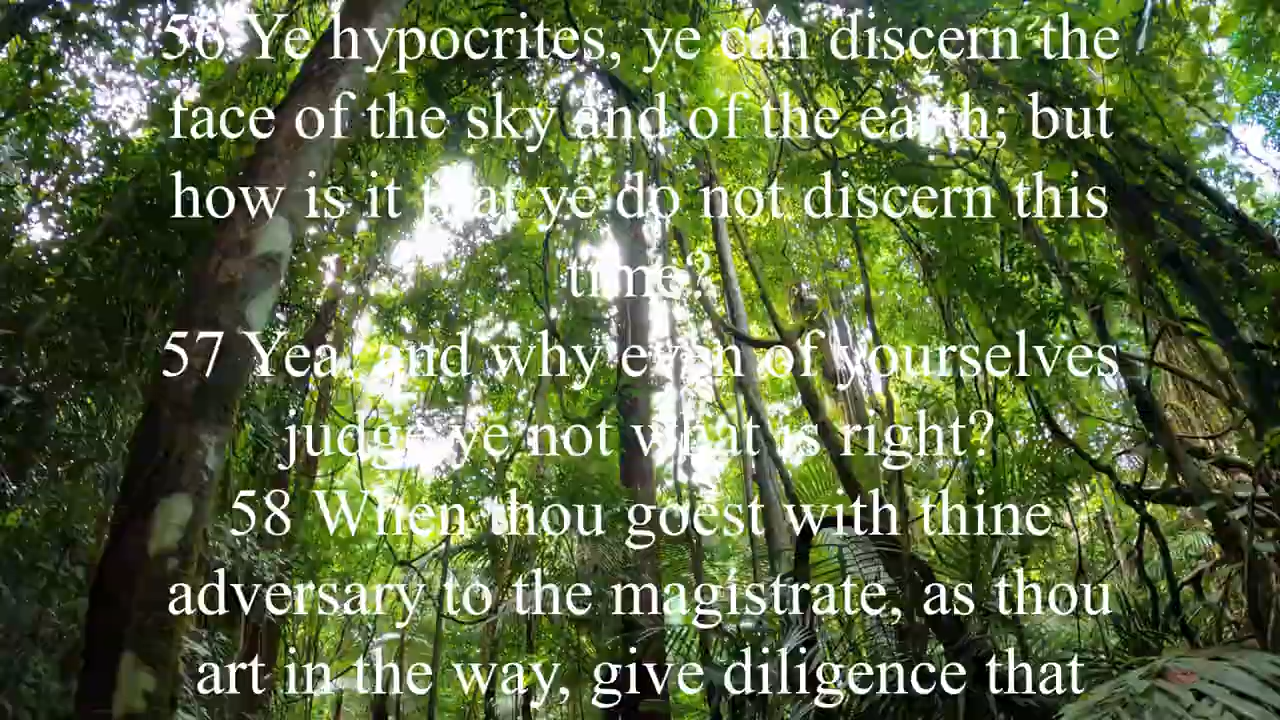 56 Ye hypocrites, ye can discern the
face of the sky and of the earth; but
how is it that ye do not discern this
time?
57 Yea, and why even of yourselves
judge ye not what is right?
58 When thou goest with thine
adversary to the magistrate, as thou
art in the way, give diligence that